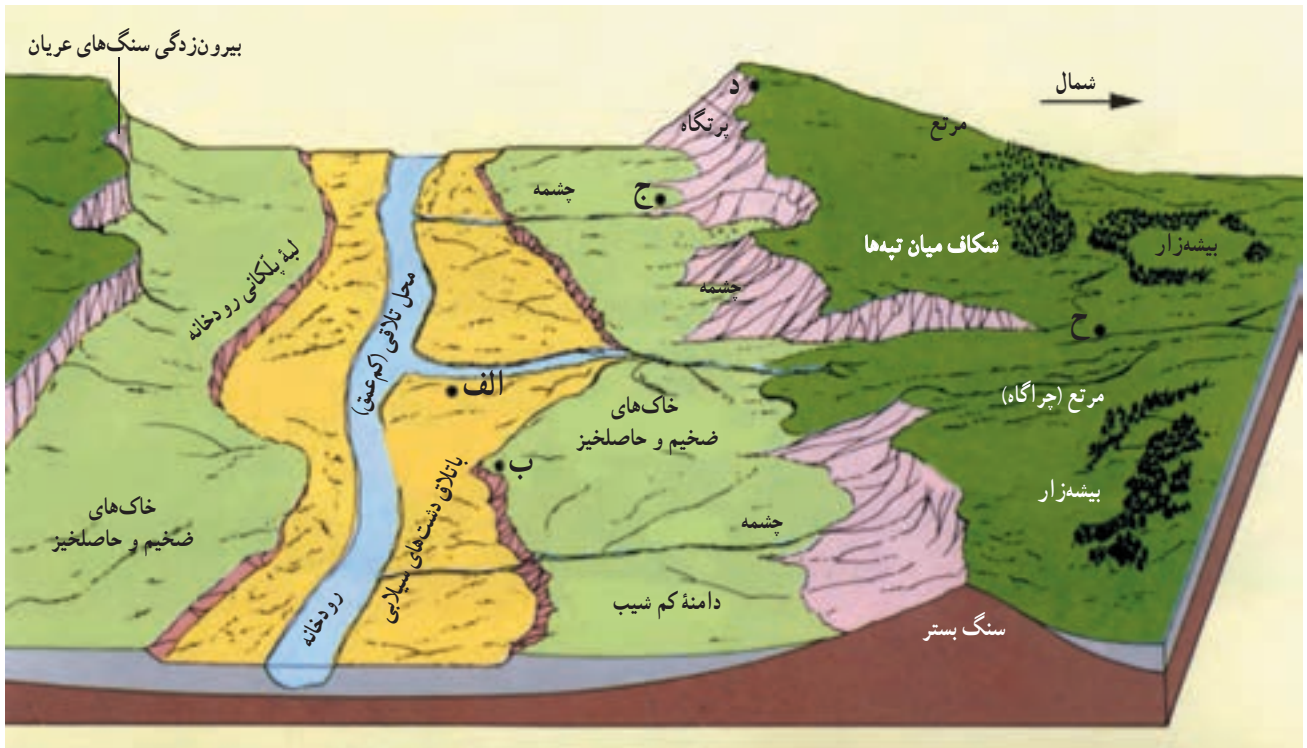 بیرون‌زدگی سنگ‌های عریان
شمال
د
پرتگاه
مرتع
چشمه
ج
شکاف میان تپه‌ها
بیشه‌زار
لبهٔ پلکانی رودخانه
محل تلاقی (کم‌عمق)
چشمه
ح
الف
مرتع (چراگاه)
خاک‌های
ضخیم و حاصلخیز
ب
باتلاق دشت‌های سیلابی
بیشه‌زار
خاک‌های
ضخیم و حاصلخیز
چشمه
دامنهٔ کم شیب
رودخانه
سنگ بستر